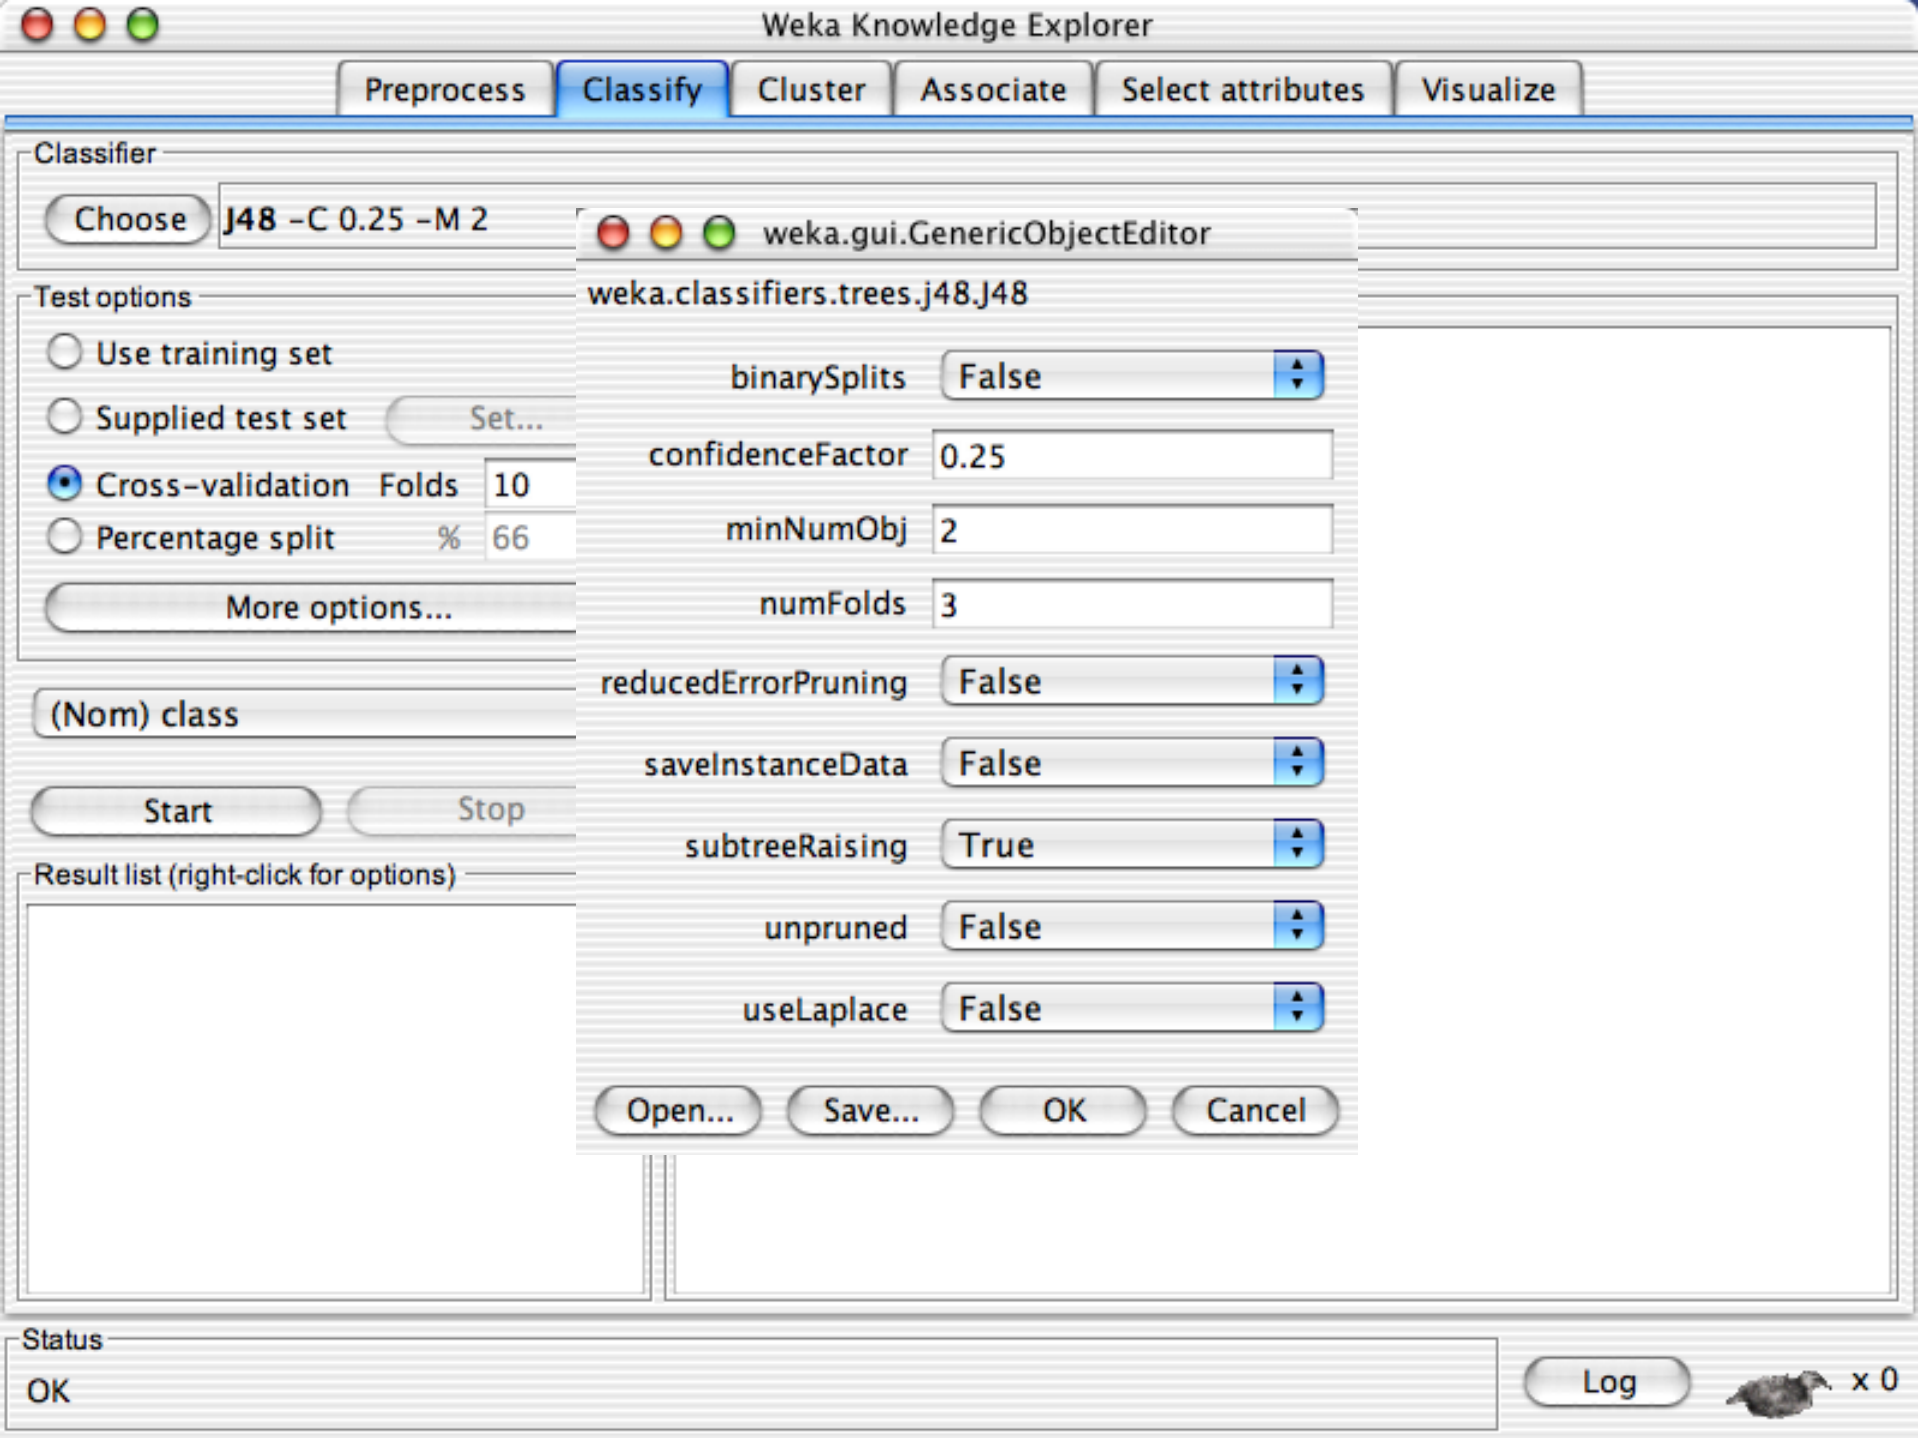 Weka Knowledge Explorer
Preprocess Classify Cluster Associate Select attributes Visualize
Classifier
Choose J48 -C 0.25 -M 2
Test options
Use training set
Supplied test set Set...
Cross-validation Folds 10
Percentage split % 66
More options...
(Nom) class
Start Stop
Result list (right-click for options)
weka.gui.GenericObjectEditor
weka.classifiers.trees.j48.J48
binarySplits False
confidenceFactor 0.25
minNumObj 2
numFolds 3
reducedErrorPruning False
saveInstanceData False
subtreeRaising True
unpruned False
useLaplace False
Open... Save... OK Cancel
Status
OK
Log x 0